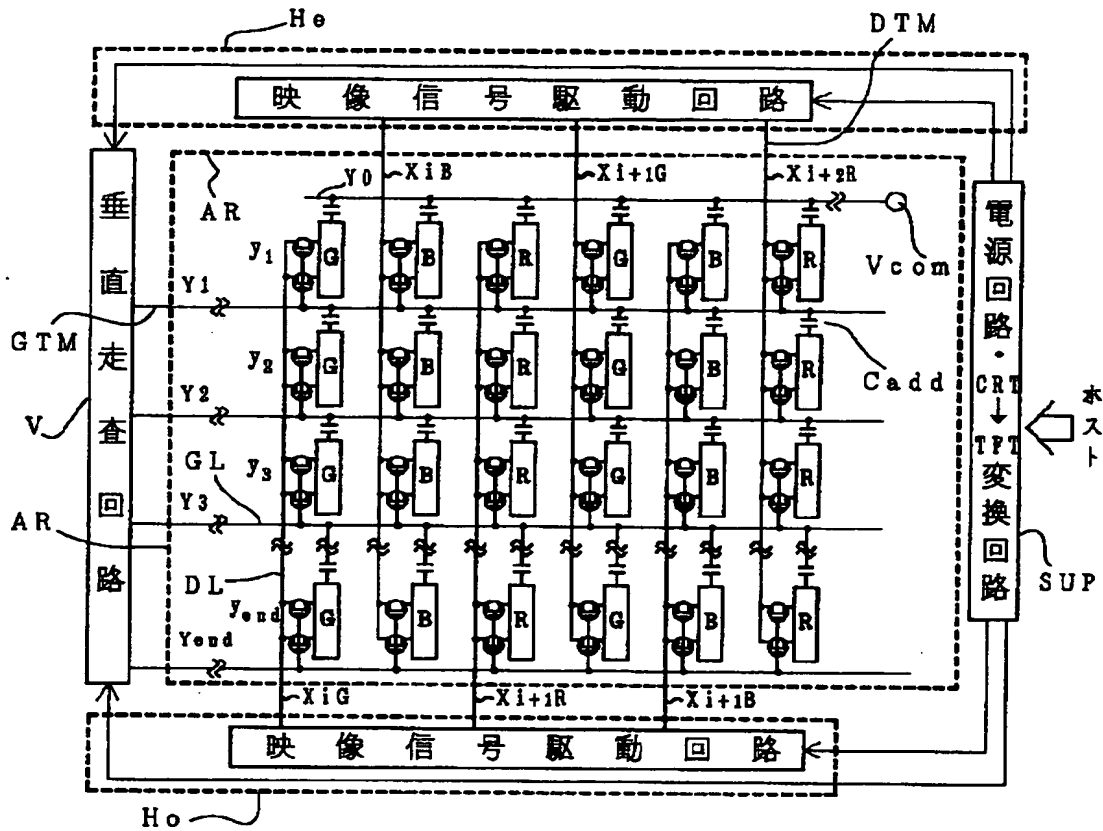 He
DTM
映像信号駆動回路
AR
Y0
XiB
Xi+1G
Xi+2R
Vcom
垂直走査回路
電源回路・CRT→TFT変換回路
ホスト
SUP
GTM
V
GL
AR
DL
Cadd
y1
G B R G B R
Y1
y2
G B R G B R
Y2
y3
G B R G B R
Y3
yend
G B R G B R
Yend
XiG
Xi+1R
Xi+1B
映像信号駆動回路
Ho